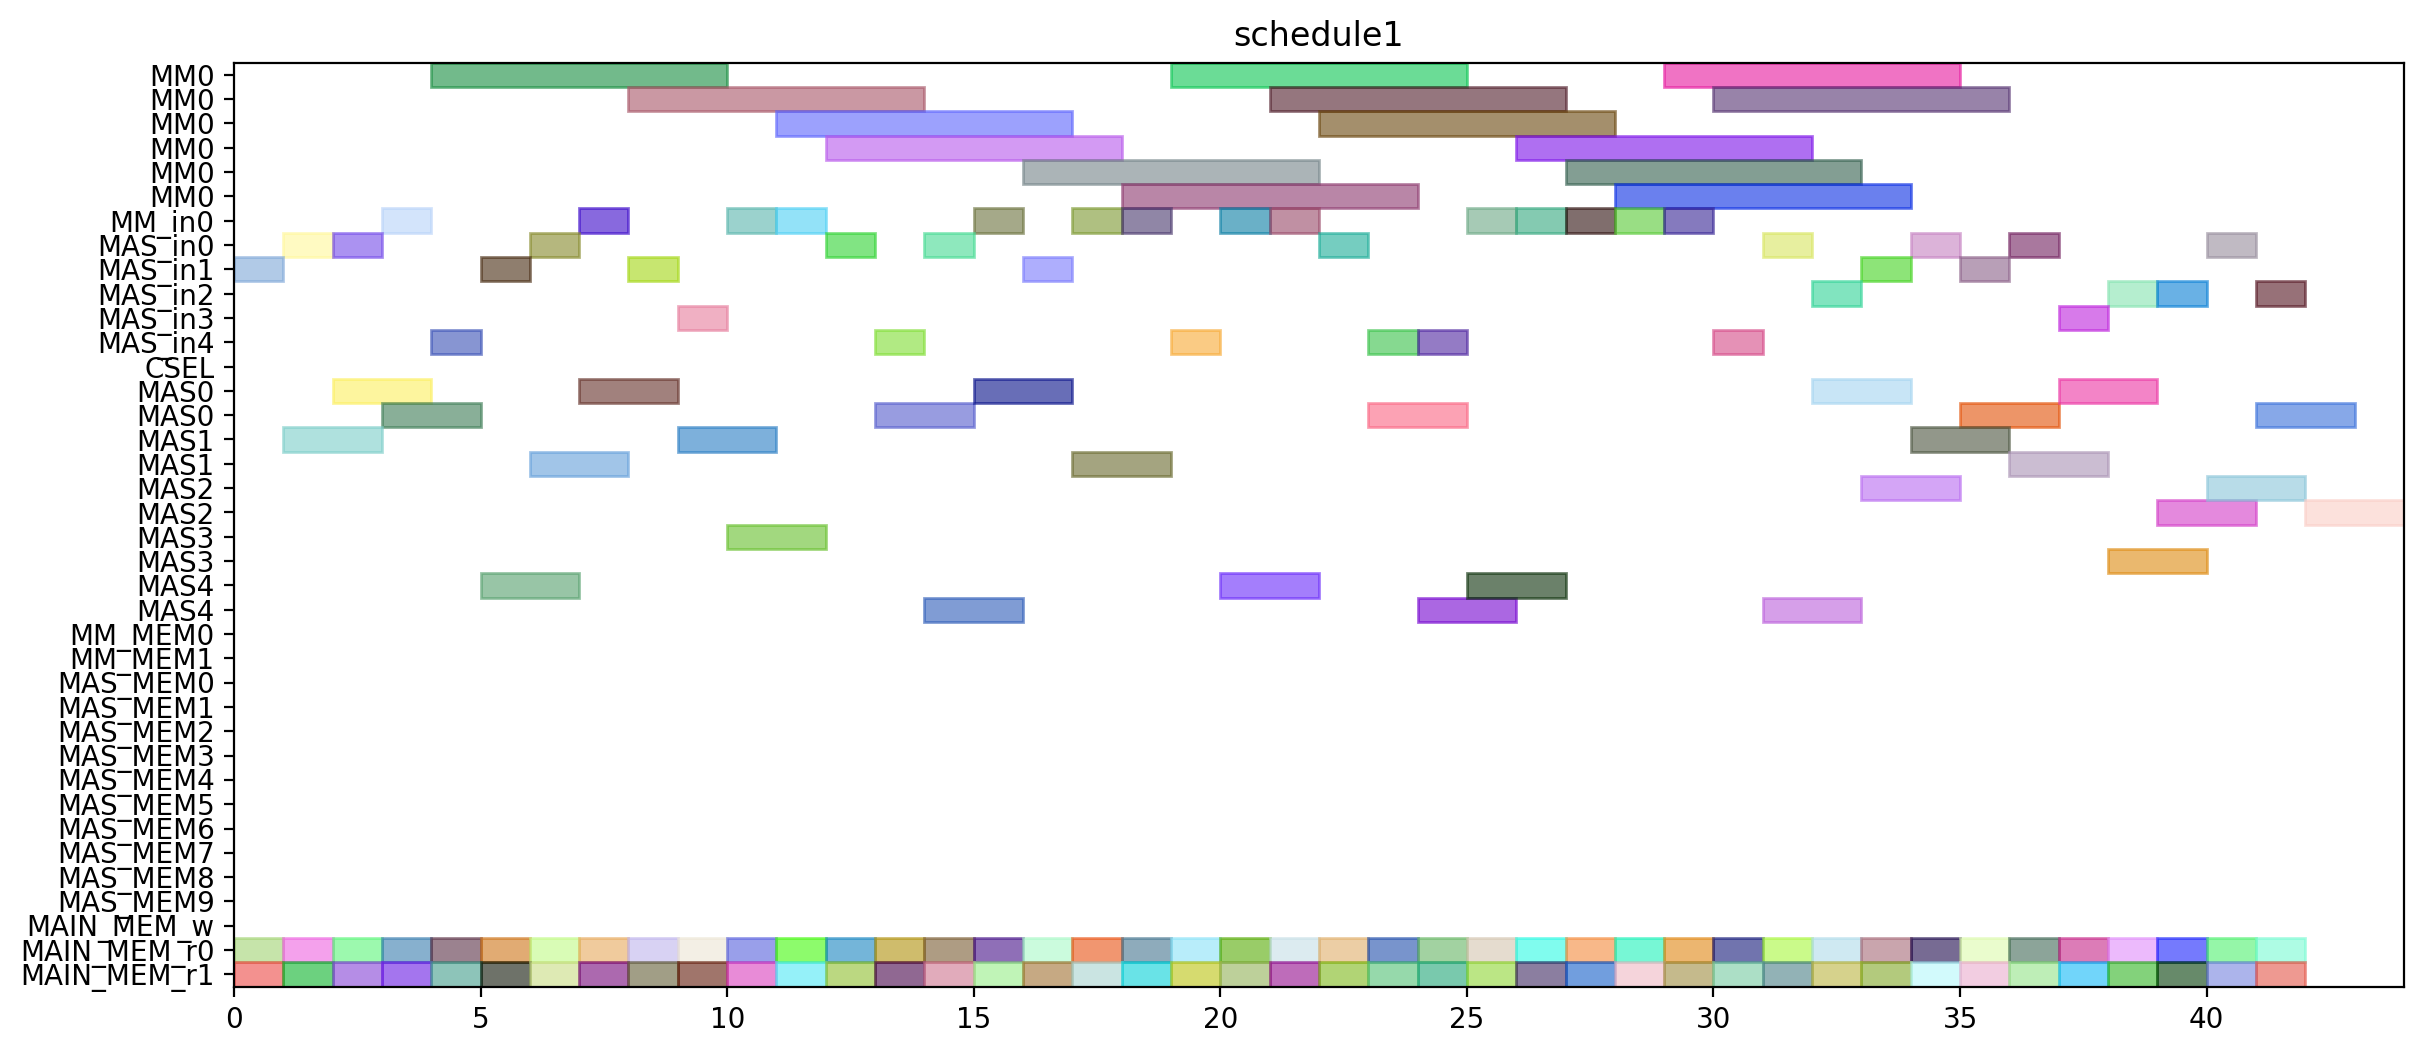 schedule1
MM0
MM0
MM0
MM0
MM0
MM0
MM_in0
MAS_in0
MAS_in1
MAS_in2
MAS_in3
MAS_in4
CSEL
MAS0
MAS0
MAS1
MAS1
MAS2
MAS2
MAS3
MAS3
MAS4
MAS4
MM_MEM0
MM_MEM1
MAS_MEM0
MAS_MEM1
MAS_MEM2
MAS_MEM3
MAS_MEM4
MAS_MEM5
MAS_MEM6
MAS_MEM7
MAS_MEM8
MAS_MEM9
MAIN_MEM_w
MAIN_MEM_r0
MAIN_MEM_r1
0 5 10 15 20 25 30 35 40